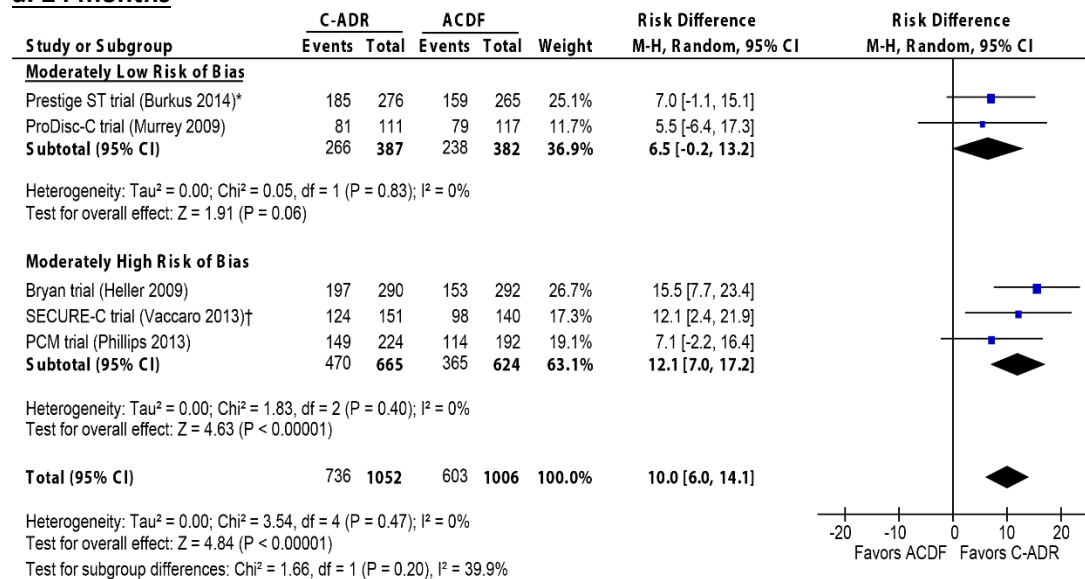 a. 24 months
C-ADR ACDF Risk Difference Risk Difference
Study or Subgroup Events Total Events Total Weight M-H, Random, 95% CI M-H, Random, 95% CI
Moderately Low Risk of Bias
Prestige ST trial (Burkus 2014)* 185 276 159 265 25.1% 7.0 [-1.1, 15.1]
ProDisc-C trial (Murrey 2009) 81 111 79 117 11.7% 5.5 [-6.4, 17.3]
Subtotal (95% CI) 266 387 238 382 36.9% 6.5 [-0.2, 13.2]
Heterogeneity: Tau² = 0.00; Chi² = 0.05, df = 1 (P = 0.83); I² = 0%
Test for overall effect: Z = 1.91 (P = 0.06)
Moderately High Risk of Bias
Bryan trial (Heller 2009) 197 290 153 292 26.7% 15.5 [7.7, 23.4]
SECURE-C trial (Vaccaro 2013)† 124 151 98 140 17.3% 12.1 [2.4, 21.9]
PCM trial (Phillips 2013) 149 224 114 192 19.1% 7.1 [-2.2, 16.4]
Subtotal (95% CI) 470 665 365 624 63.1% 12.1 [7.0, 17.2]
Heterogeneity: Tau² = 0.00; Chi² = 1.83, df = 2 (P = 0.40); I² = 0%
Test for overall effect: Z = 4.63 (P < 0.00001)
Total (95% CI) 736 1052 603 1006 100.0% 10.0 [6.0, 14.1]
Heterogeneity: Tau² = 0.00; Chi² = 3.54, df = 4 (P = 0.47); I² = 0%
Test for overall effect: Z = 4.84 (P < 0.00001)
Test for subgroup differences: Chi² = 1.66, df = 1 (P = 0.20), I² = 39.9%
-20 -10 0 10 20
Favors ACDF Favors C-ADR